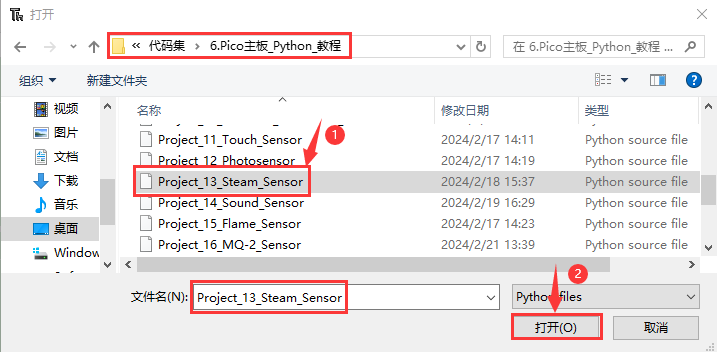 打开
« 代码集 › 6.Pico主板_Python_教程
在 6.Pico主板_Python_教程 ...
组织 新建文件夹
名称 修改日期 类型
视频
图片
文档
下载
音乐
桌面
Window
Project_11_Touch_Sensor 2024/2/17 14:11 Python source file
Project_12_Photosensor 2024/2/17 14:19 Python source file
Project_13_Steam_Sensor 2024/2/18 15:37 Python source file
Project_14_Sound_Sensor 2024/2/19 16:29 Python source file
Project_15_Flame_Sensor 2024/2/17 14:23 Python source file
Project_16_MQ-2_Sensor 2024/2/21 13:39 Python source file
1
文件名(N): Project_13_Steam_Sensor Python files
2
打开(O) 取消